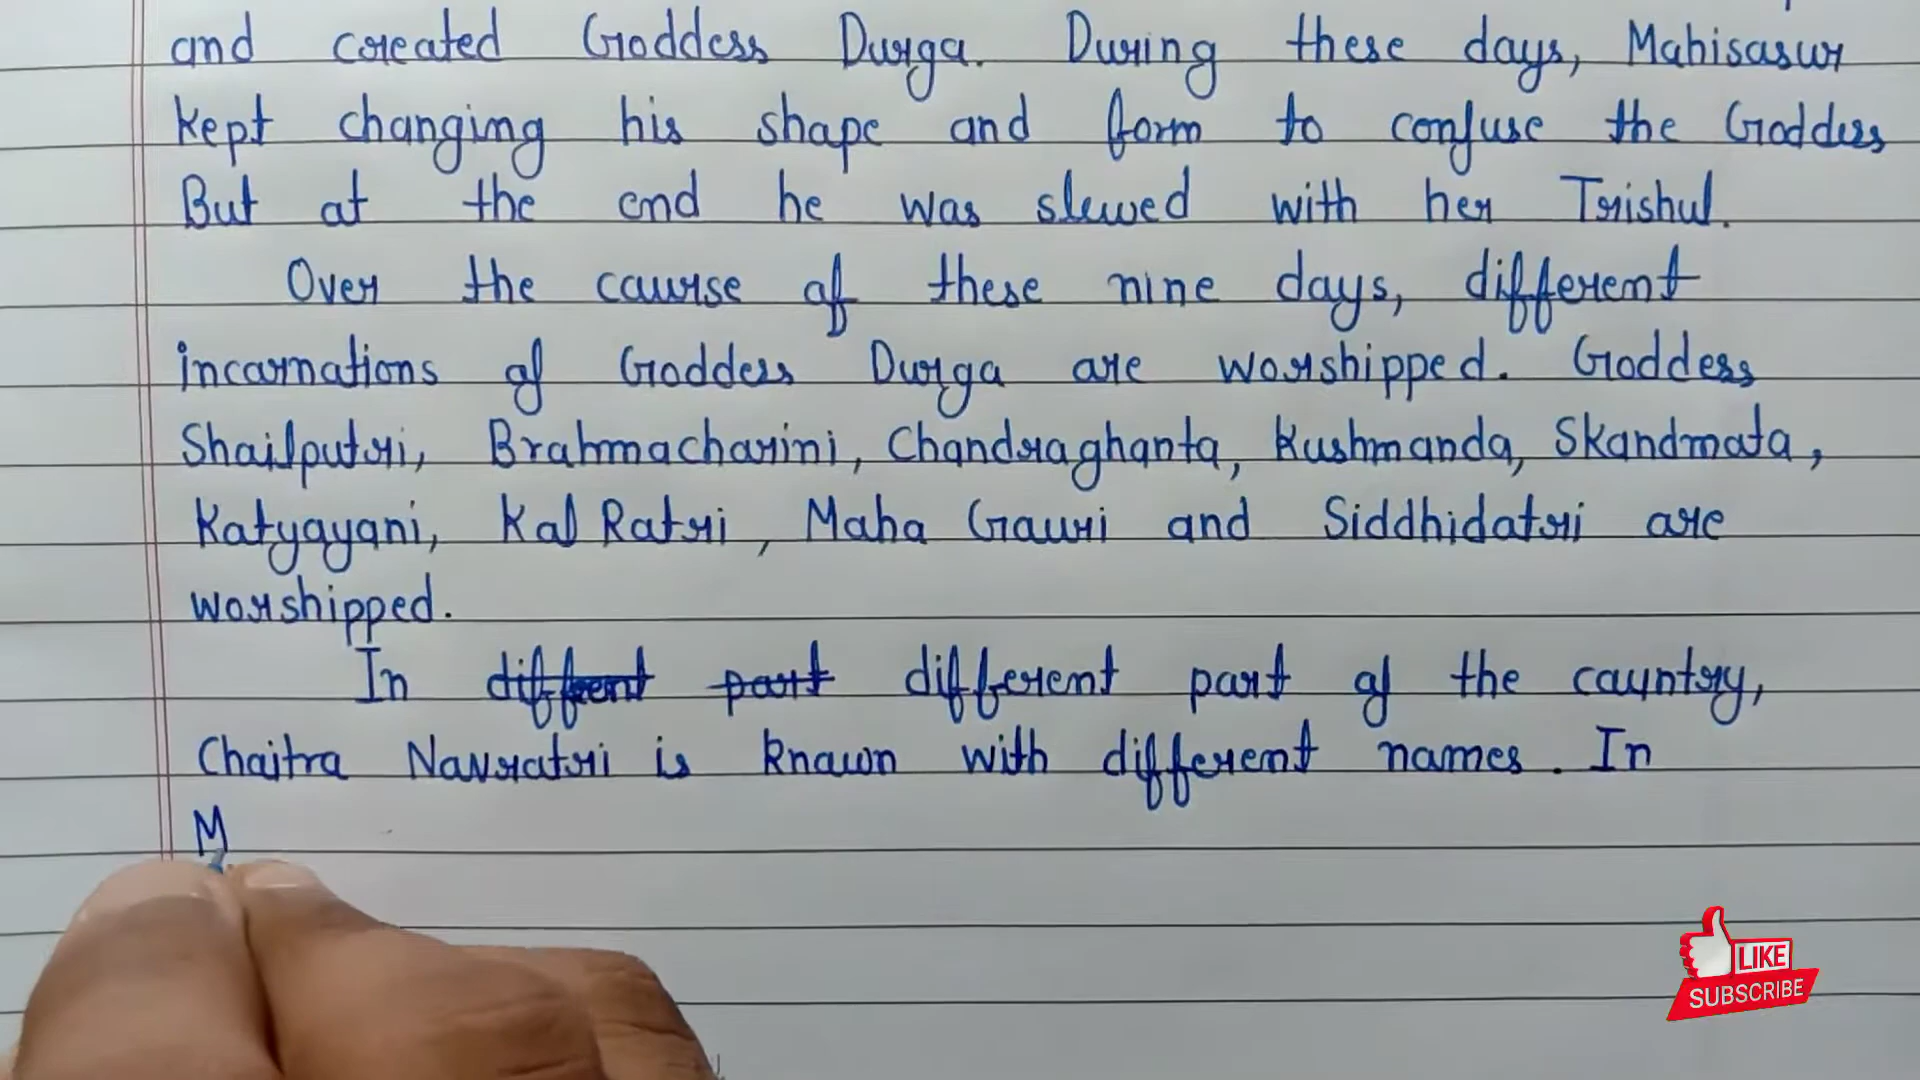 and created Goddess Durga. During these days, Mahisasur
kept changing his shape and form to confuse the Goddess
But at the end he was slewed with her Trishul.
Over the course of these nine days, different
incarnations of Goddess Durga are worshipped. Goddess
Shailputri, Brahmacharini, Chandraghanta, Kushmanda, Skandmata,
Katyayani, Kal Ratri, Maha Gauri and Siddhidatri are
worshipped.
In different part different part of the country,
Chaitra Navratri is known with different names. In
M
LIKE
SUBSCRIBE